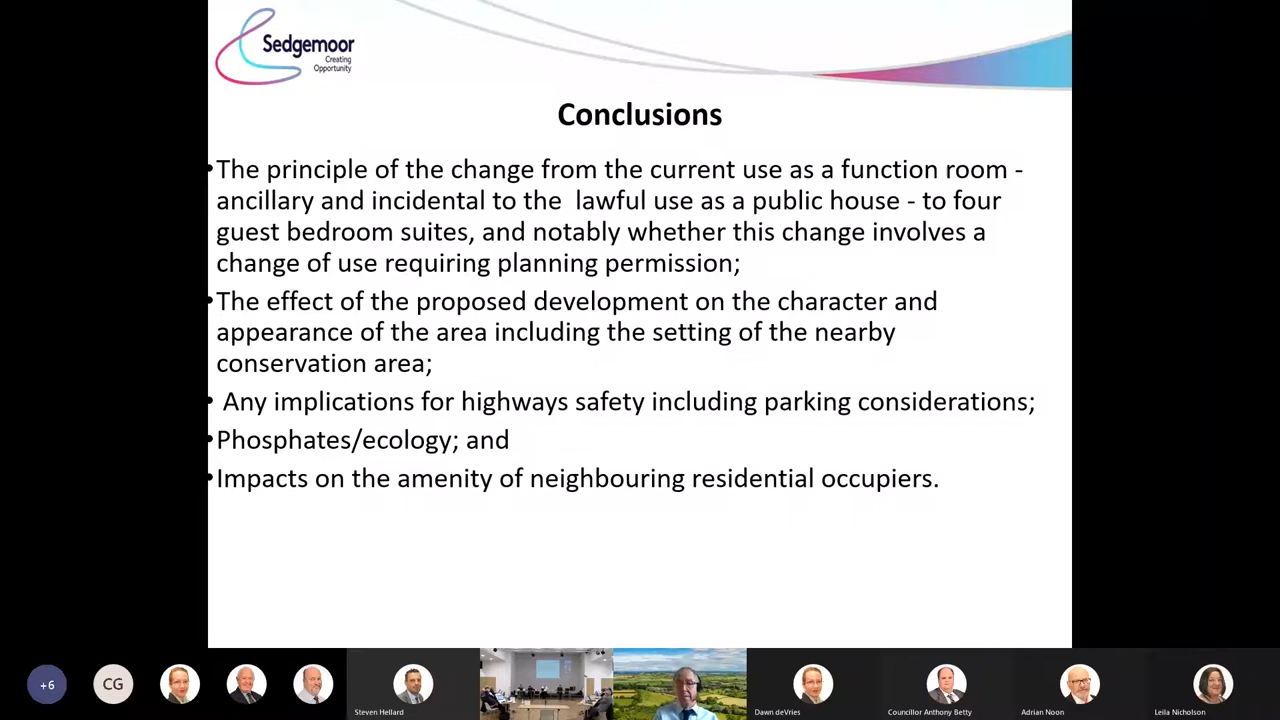 Sedgemoor
Creating
Opportunity
Conclusions
•The principle of the change from the current use as a function room -
ancillary and incidental to the lawful use as a public house - to four
guest bedroom suites, and notably whether this change involves a
change of use requiring planning permission;
•The effect of the proposed development on the character and
appearance of the area including the setting of the nearby
conservation area;
• Any implications for highways safety including parking considerations;
•Phosphates/ecology; and
•Impacts on the amenity of neighbouring residential occupiers.
+6
CG
Steven Hellard
Dawn deVries
Councillor Anthony Betty
Adrian Noon
Leila Nicholson